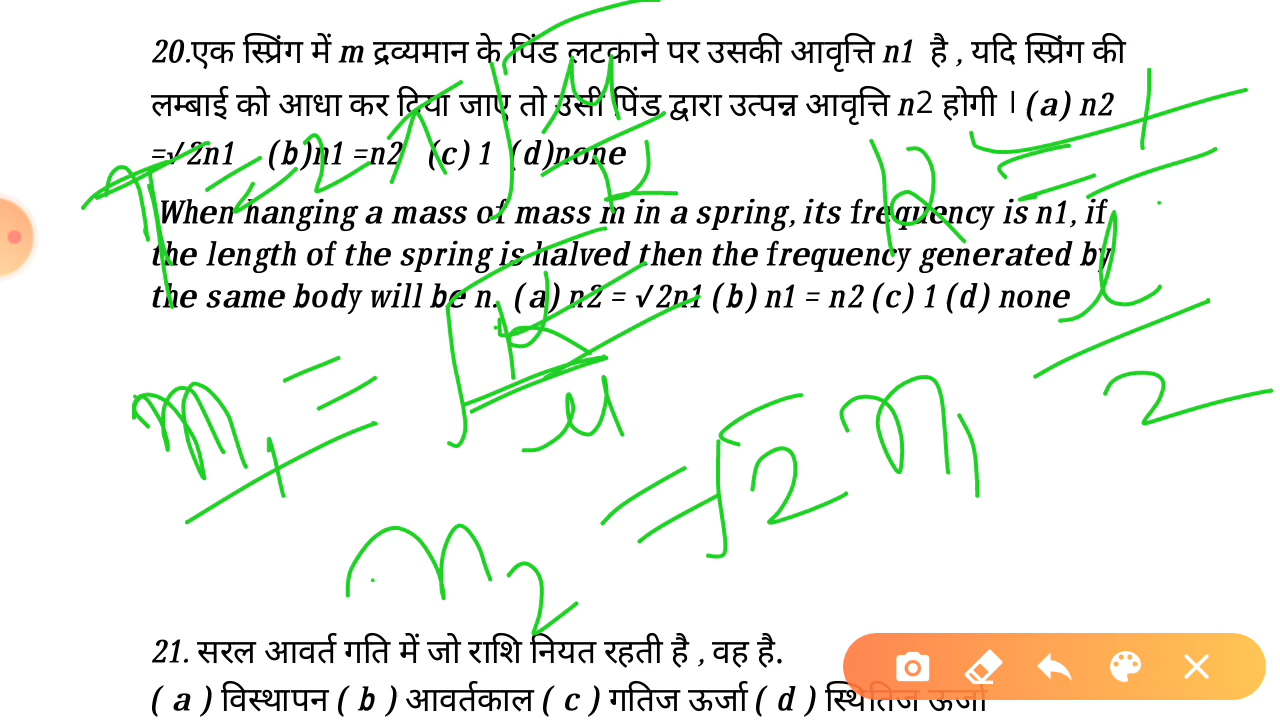 20.एक स्प्रिंग में m द्रव्यमान के पिंड लटकाने पर उसकी आवृत्ति n1 है , यदि स्प्रिंग की
लम्बाई को आधा कर दिया जाए तो उसी पिंड द्वारा उत्पन्न आवृत्ति n2 होगी । (a) n2
=√2n1 (b)n1 =n2 (c) 1 (d)none
When hanging a mass of mass m in a spring, its frequency is n1, if
the length of the spring is halved then the frequency generated by
the same body will be n. (a) n2 = √2n1 (b) n1 = n2 (c) 1 (d) none
n2 = √2 n1
21. सरल आवर्त गति में जो राशि नियत रहती है , वह है.
( a ) विस्थापन ( b ) आवर्तकाल ( c ) गतिज ऊर्जा ( d ) स्थितिज ऊर्जा